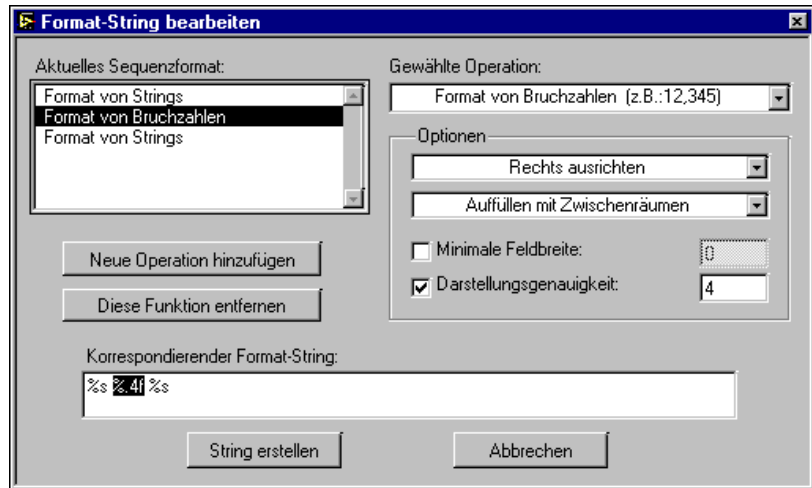 Format-String bearbeiten
Aktuelles Sequenzformat:
Format von Strings
Format von Bruchzahlen
Format von Strings
Neue Operation hinzufügen
Diese Funktion entfernen
Gewählte Operation:
Format von Bruchzahlen (z.B.:12,345)
Optionen
Rechts ausrichten
Auffüllen mit Zwischenräumen
Minimale Feldbreite: 0
Darstellungsgenauigkeit: 4
Korrespondierender Format-String:
%s %.4f %s
String erstellen
Abbrechen